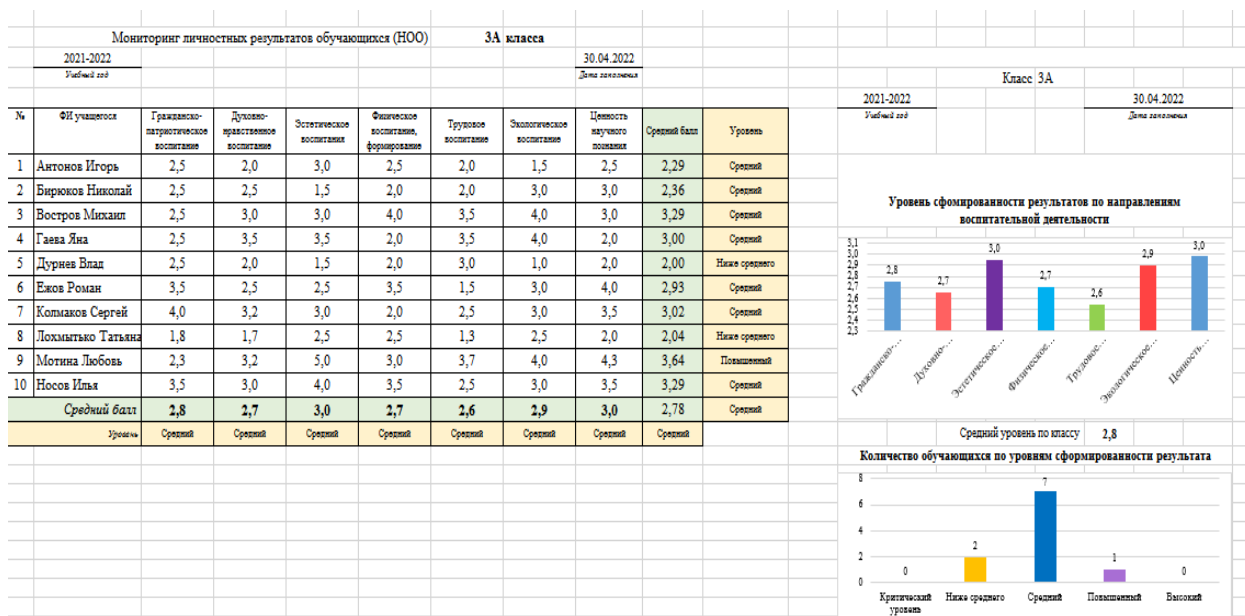 Мониторинг личностных результатов обучающихся (НОО) 3А класса
2021-2022 30.04.2022
Учебный год Дата заполнения
№ ФИ учащегося Гражданско-патриотическое воспитание Духовно-нравственное воспитание Эстетическое воспитания Физическое воспитание, формирование Трудовое воспитание Экологическое воспитание Ценность научного познания Средний балл Уровень
1 Антонов Игорь 2,5 2,0 3,0 2,5 2,0 1,5 2,5 2,29 Средний
2 Бирюков Николай 2,5 2,5 1,5 2,0 2,0 3,0 3,0 2,36 Средний
3 Востров Михаил 2,5 3,0 3,0 4,0 3,5 4,0 3,0 3,29 Средний
4 Гаева Яна 2,5 3,5 3,5 2,0 3,5 4,0 2,0 3,00 Средний
5 Дурнев Влад 2,5 2,0 1,5 2,0 3,0 1,0 2,0 2,00 Ниже среднего
6 Ежов Роман 3,5 2,5 2,5 3,5 1,5 3,0 4,0 2,93 Средний
7 Колмаков Сергей 4,0 3,2 3,0 2,0 2,5 3,0 3,5 3,02 Средний
8 Лохмытько Татьяна 1,8 1,7 2,5 2,5 1,3 2,5 2,0 2,04 Ниже среднего
9 Мотина Любовь 2,3 3,2 5,0 3,0 3,7 4,0 4,3 3,64 Повышенный
10 Носов Илья 3,5 3,0 4,0 3,5 2,5 3,0 3,5 3,29 Средний
Средний балл 2,8 2,7 3,0 2,7 2,6 2,9 3,0 2,78 Средний
Уровень Средний Средний Средний Средний Средний Средний Средний Средний
Класс 3А
2021-2022 30.04.2022
Учебный год Дата заполнения
Уровень сфомированности результатов по направлениям
воспитательной деятельности
3,1
3,0
2,9
2,8
2,7
2,6
2,5
2,4
2,3
2,8 2,7 3,0 2,7 2,6 2,9 3,0
Гражданско-... Духовно-... Эстетическое... Физическое... Трудовое... Экологическое... Ценность...
Средний уровень по классу 2,8
Количество обучающихся по уровням сформированности результата
8
6
4
2
0
0 2 7 1 0
Критический уровень Ниже среднего Средний Повышенный Высокий